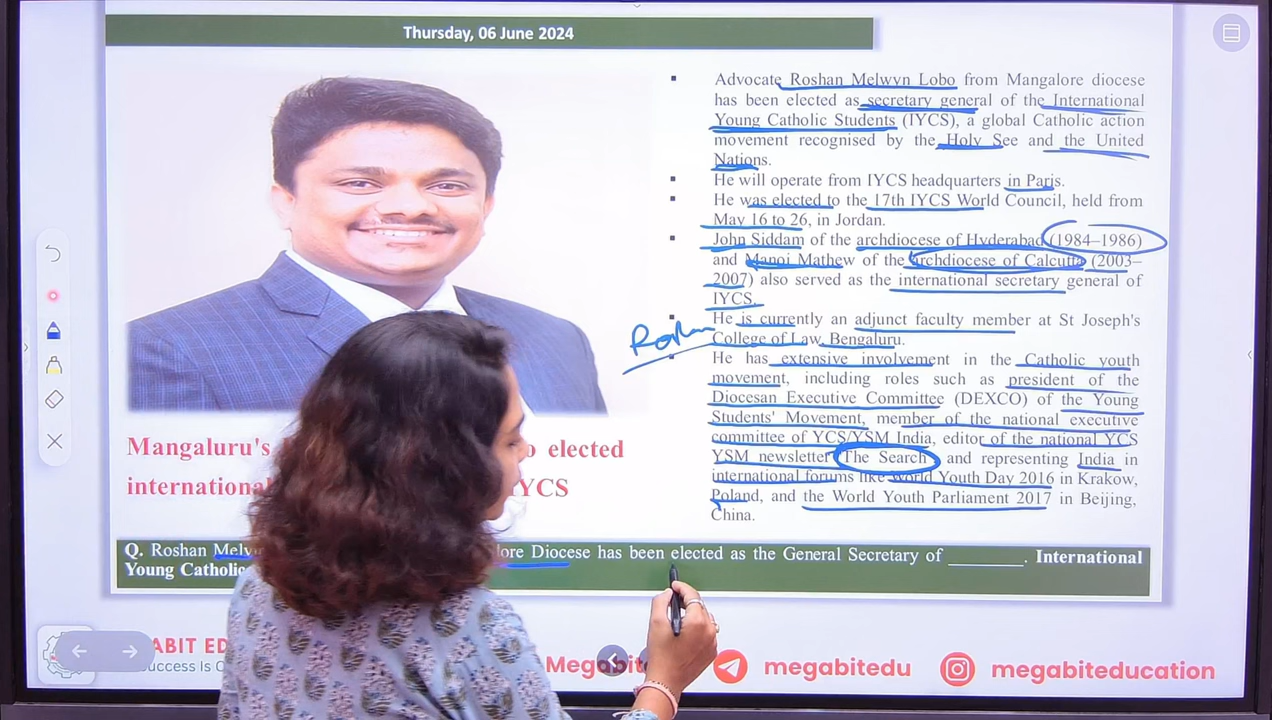 Thursday, 06 June 2024
Advocate Roshan Melwyn Lobo from Mangalore diocese
has been elected as secretary general of the International
Young Catholic Students (IYCS), a global Catholic action
movement recognised by the Holy See and the United
Nations.
He will operate from IYCS headquarters in Paris.
He was elected to the 17th IYCS World Council, held from
May 16 to 26, in Jordan.
John Siddam of the archdiocese of Hyderabad (1984–1986)
and Manoj Mathew of the archdiocese of Calcutta (2003–
2007) also served as the international secretary general of
IYCS.
He is currently an adjunct faculty member at St Joseph's
College of Law, Bengaluru.
He has extensive involvement in the Catholic youth
movement, including roles such as president of the
Diocesan Executive Committee (DEXCO) of the Young
Students' Movement, member of the national executive
committee of YCS/YSM India, editor of the national YCS
YSM newsletter The Search and representing India in
international forums like World Youth Day 2016 in Krakow,
Poland, and the World Youth Parliament 2017 in Beijing,
China.
Mangaluru's elected
international YCS
Q. Roshan Diocese has been elected as the General Secretary of ________. International
Young Catholic
Megabit megabitedu megabiteducation